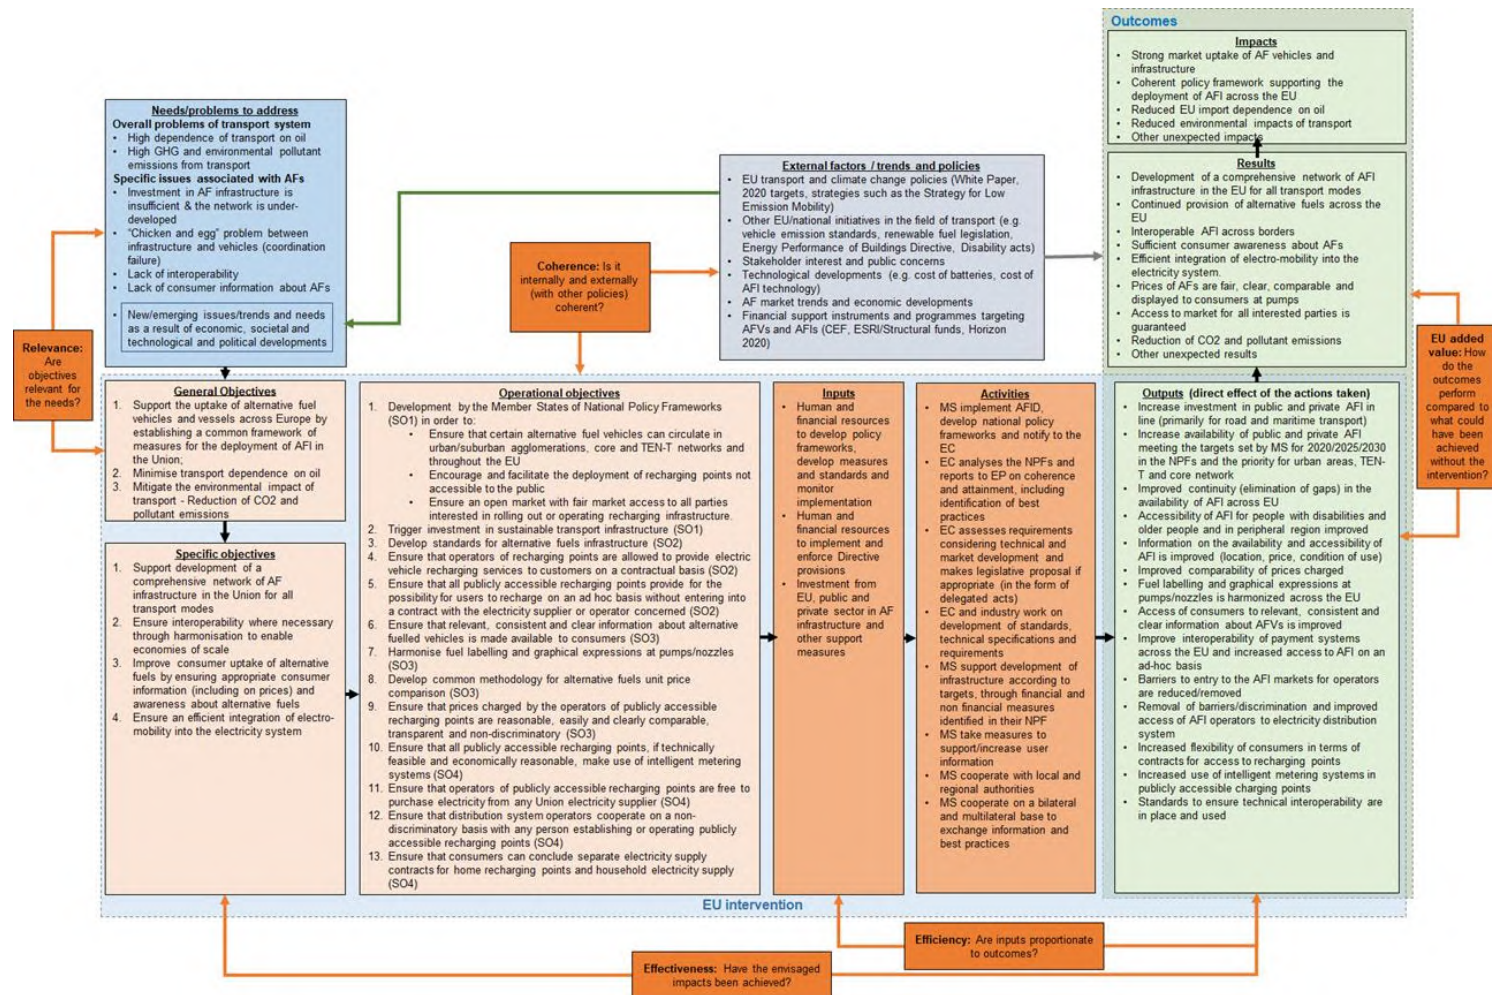 Outcomes
Impacts
• Strong market uptake of AF vehicles and
infrastructure
• Coherent policy framework supporting the
deployment of AFI across the EU
• Reduced EU import dependence on oil
• Reduced environmental impacts of transport
• Other unexpected impacts
Needs/problems to address
Overall problems of transport system
• High dependence of transport on oil
• High GHG and environmental pollutant
emissions from transport
Specific issues associated with AFs
• Investment in AF infrastructure is
insufficient & the network is under-
developed
• "Chicken and egg" problem between
infrastructure and vehicles (coordination
failure)
• Lack of interoperability
• Lack of consumer information about AFs
• New/emerging issues/trends and needs
as a result of economic, societal and
technological and political developments
External factors / trends and policies
• EU transport and climate change policies (White Paper,
2020 targets, strategies such as the Strategy for Low
Emission Mobility)
• Other EU/national initiatives in the field of transport (e.g.
vehicle emission standards, renewable fuel legislation,
Energy Performance of Buildings Directive, Disability acts)
• Stakeholder interest and public concerns
• Technological developments (e.g. cost of batteries, cost of
AFI technology)
• AF market trends and economic developments
• Financial support instruments and programmes targeting
AFVs and AFIs (CEF, ESRI/Structural funds, Horizon
2020)
Results
• Development of a comprehensive network of AFI
infrastructure in the EU for all transport modes
• Continued provision of alternative fuels across the
EU
• Interoperable AFI across borders
• Sufficient consumer awareness about AFs
• Efficient integration of electro-mobility into the
electricity system.
• Prices of AFs are fair, clear, comparable and
displayed to consumers at pumps
• Access to market for all interested parties is
guaranteed
• Reduction of CO2 and pollutant emissions
• Other unexpected results
Coherence: Is it
internally and externally
(with other policies)
coherent?
Relevance:
Are
objectives
relevant for
the needs?
EU added
value: How
do the
outcomes
perform
compared to
what could
have been
achieved
without the
intervention?
General Objectives
1. Support the uptake of alternative fuel
vehicles and vessels across Europe by
establishing a common framework of
measures for the deployment of AFI in
the Union;
2. Minimise transport dependence on oil
3. Mitigate the environmental impact of
transport - Reduction of CO2 and
pollutant emissions
Specific objectives
1. Support development of a
comprehensive network of AF
infrastructure in the Union for all
transport modes
2. Ensure interoperability where necessary
through harmonisation to enable
economies of scale
3. Improve consumer uptake of alternative
fuels by ensuring appropriate consumer
information (including on prices) and
awareness about alternative fuels
4. Ensure an efficient integration of electro-
mobility into the electricity system
Operational objectives
1. Development by the Member States of National Policy Frameworks
(SO1) in order to:
• Ensure that certain alternative fuel vehicles can circulate in
urban/suburban agglomerations, core and TEN-T networks and
throughout the EU
• Encourage and facilitate the deployment of recharging points not
accessible to the public
• Ensure an open market with fair market access to all parties
interested in rolling out or operating recharging infrastructure.
2. Trigger investment in sustainable transport infrastructure (SO1)
3. Develop standards for alternative fuels infrastructure (SO2)
4. Ensure that operators of recharging points are allowed to provide electric
vehicle recharging services to customers on a contractual basis (SO2)
5. Ensure that all publicly accessible recharging points provide for the
possibility for users to recharge on an ad hoc basis without entering into
a contract with the electricity supplier or operator concerned (SO2)
6. Ensure that relevant, consistent and clear information about alternative
fuelled vehicles is made available to consumers (SO3)
7. Harmonise fuel labelling and graphical expressions at pumps/nozzles
(SO3)
8. Develop common methodology for alternative fuels unit price
comparison (SO3)
9. Ensure that prices charged by the operators of publicly accessible
recharging points are reasonable, easily and clearly comparable,
transparent and non-discriminatory (SO3)
10. Ensure that all publicly accessible recharging points, if technically
feasible and economically reasonable, make use of intelligent metering
systems (SO4)
11. Ensure that operators of publicly accessible recharging points are free to
purchase electricity from any Union electricity supplier (SO4)
12. Ensure that distribution system operators cooperate on a non-
discriminatory basis with any person establishing or operating publicly
accessible recharging points (SO4)
13. Ensure that consumers can conclude separate electricity supply
contracts for home recharging points and household electricity supply
(SO4)
Inputs
• Human and
financial resources
to develop policy
frameworks,
develop measures
and standards and
monitor
implementation
• Human and
financial resources
to implement and
enforce Directive
provisions
• Investment from
EU, public and
private sector in AF
infrastructure and
other support
measures
Activities
• MS implement AFID,
develop national policy
frameworks and notify to the
EC
• EC analyses the NPFs and
reports to EP on coherence
and attainment, including
identification of best
practices
• EC assesses requirements
considering technical and
market development and
makes legislative proposal if
appropriate (in the form of
delegated acts)
• EC and industry work on
development of standards,
technical specifications and
requirements
• MS support development of
infrastructure according to
targets, through financial and
non financial measures
identified in their NPF
• MS take measures to
support/increase user
information
• MS cooperate with local and
regional authorities
• MS cooperate on a bilateral
and multilateral base to
exchange information and
best practices
Outputs (direct effect of the actions taken)
• Increase investment in public and private AFI in
line (primarily for road and maritime transport)
• Increase availability of public and private AFI
meeting the targets set by MS for 2020/2025/2030
in the NPFs and the priority for urban areas, TEN-
T and core network
• Improved continuity (elimination of gaps) in the
availability of AFI across EU
• Accessibility of AFI for people with disabilities and
older people and in peripheral region improved
• Information on the availability and accessibility of
AFI is improved (location, price, condition of use)
• Improved comparability of prices charged
• Fuel labelling and graphical expressions at
pumps/nozzles is harmonized across the EU
• Access of consumers to relevant, consistent and
clear information about AFVs is improved
• Improve interoperability of payment systems
across the EU and increased access to AFI on an
ad-hoc basis
• Barriers to entry to the AFI markets for operators
are reduced/removed
• Removal of barriers/discrimination and improved
access of AFI operators to electricity distribution
system
• Increased flexibility of consumers in terms of
contracts for access to recharging points
• Increased use of intelligent metering systems in
publicly accessible charging points
• Standards to ensure technical interoperability are
in place and used
EU intervention
Efficiency: Are inputs proportionate
to outcomes?
Effectiveness: Have the envisaged
impacts been achieved?